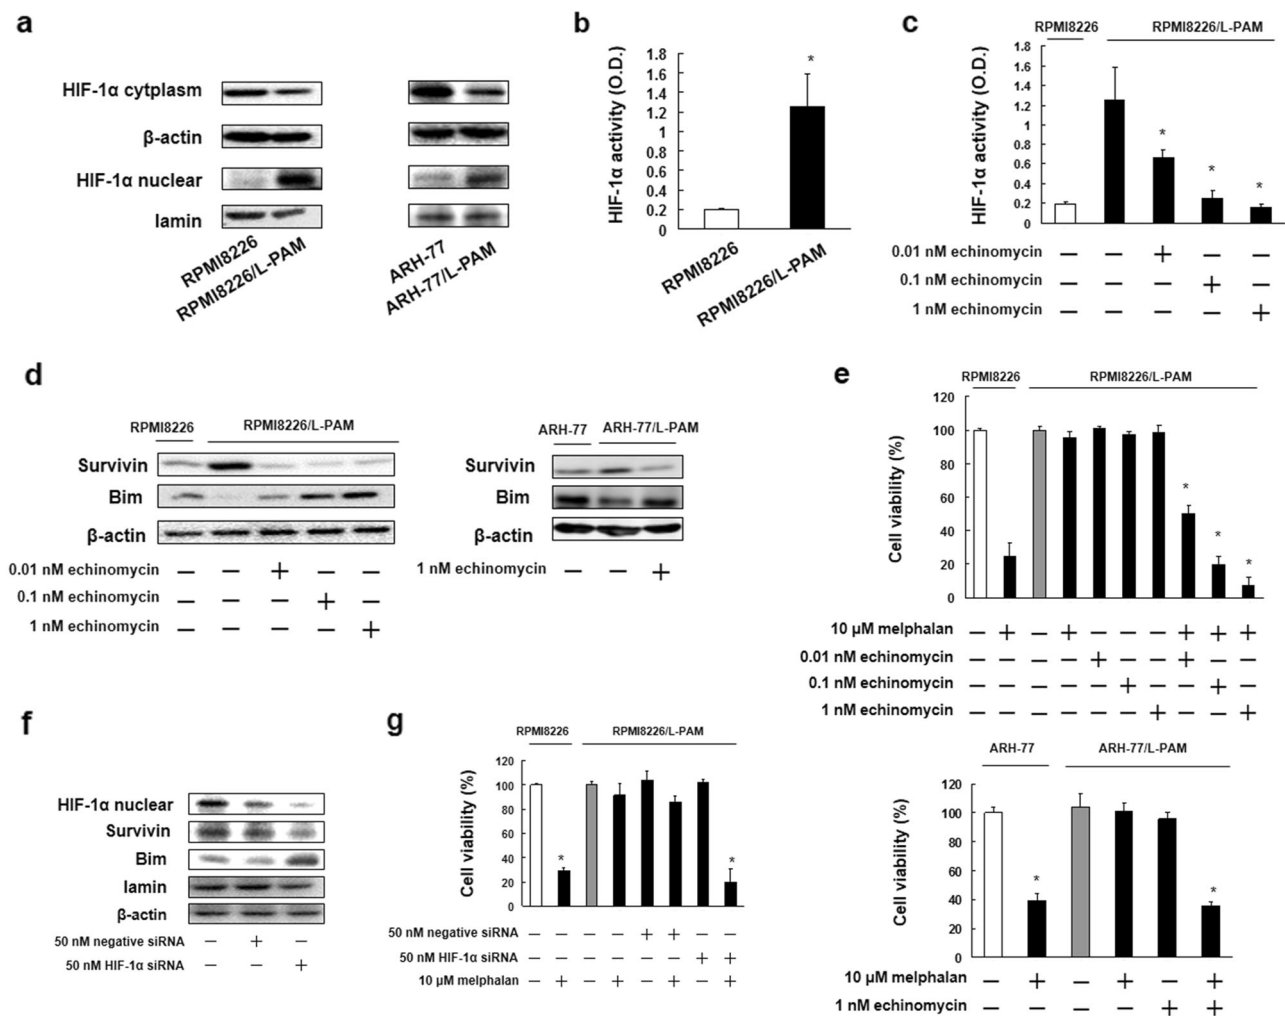 a
HIF-1α cytplasm
β-actin
HIF-1α nuclear
lamin
RPMI8226
RPMI8226/L-PAM
ARH-77
ARH-77/L-PAM
b
HIF-1α activity (O.D.)
1.8
1.6
1.4
1.2
1
0.8
0.6
0.4
0.2
0
*
RPMI8226
RPMI8226/L-PAM
c
RPMI8226 RPMI8226/L-PAM
HIF-1α activity (O.D.)
1.8
1.6
1.4
1.2
1
0.8
0.6
0.4
0.2
0
* * *
0.01 nM echinomycin − − + − −
0.1 nM echinomycin − − − + −
1 nM echinomycin − − − − +
d
RPMI8226 RPMI8226/L-PAM
Survivin
Bim
β-actin
0.01 nM echinomycin − − + − −
0.1 nM echinomycin − − − + −
1 nM echinomycin − − − − +
ARH-77 ARH-77/L-PAM
Survivin
Bim
β-actin
1 nM echinomycin − − +
e
RPMI8226 RPMI8226/L-PAM
Cell viability (%)
120
100
80
60
40
20
0
* * *
10 μM melphalan − + − + − − − + + +
0.01 nM echinomycin − − − − + − − + − −
0.1 nM echinomycin − − − − − + − − + −
1 nM echinomycin − − − − − − + − − +
ARH-77 ARH-77/L-PAM
Cell viability (%)
120
100
80
60
40
20
0
* *
10 μM melphalan − + − + − +
1 nM echinomycin − − − − + +
f
HIF-1α nuclear
Survivin
Bim
lamin
β-actin
50 nM negative siRNA − + −
50 nM HIF-1α siRNA − − +
g
RPMI8226 RPMI8226/L-PAM
Cell viability (%)
120
100
80
60
40
20
0
* *
50 nM negative siRNA − − − − + + − −
50 nM HIF-1α siRNA − − − − − − + +
10 μM melphalan − + − + − + − +